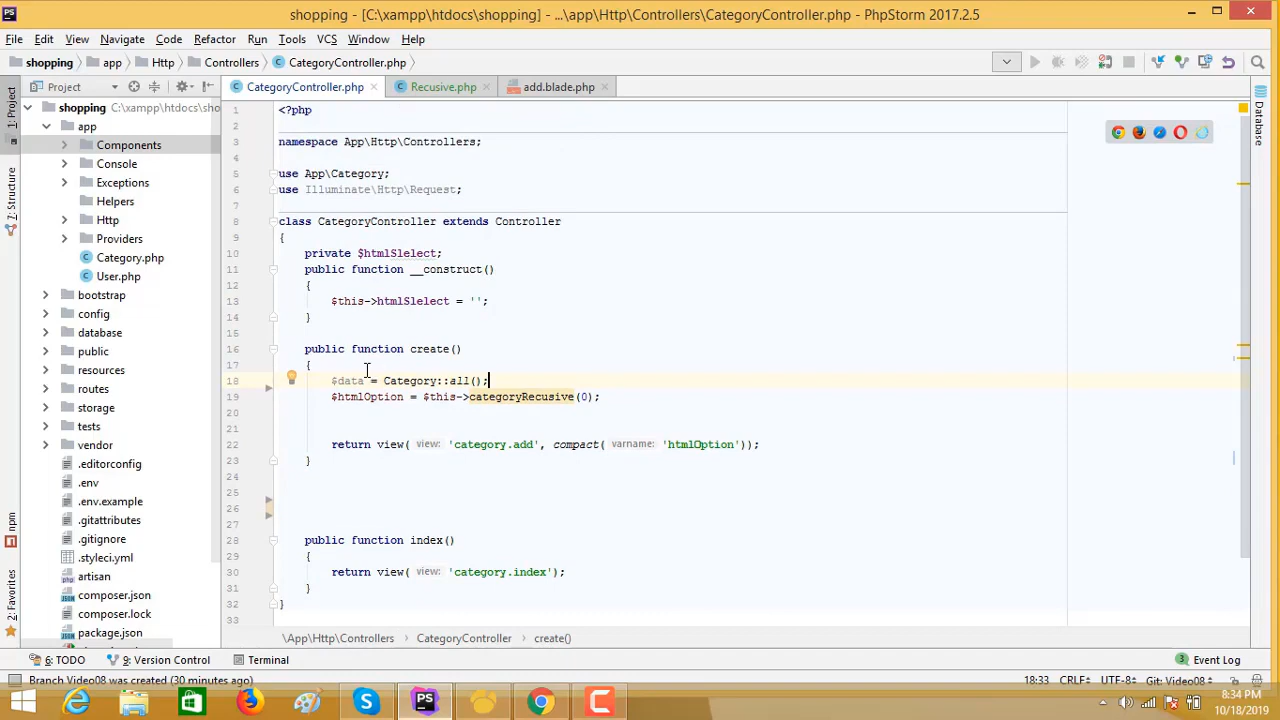 shopping - [C:\xampp\htdocs\shopping] - ...\app\Http\Controllers\CategoryController.php - PhpStorm 2017.2.5
File Edit View Navigate Code Refactor Run Tools VCS Window Help
shopping app Http Controllers CategoryController.php
Project CategoryController.php Recusive.php add.blade.php
1: Project
7: Structure
npm
2: Favorites
Database
shopping C:\xampp\htdocs\sho
app
Components
Console
Exceptions
Helpers
Http
Providers
Category.php
User.php
bootstrap
config
database
public
resources
routes
storage
tests
vendor
.editorconfig
.env
.env.example
.gitattributes
.gitignore
.styleci.yml
artisan
composer.json
composer.lock
package.json
1 <?php
2
3 namespace App\Http\Controllers;
4
5 use App\Category;
6 use Illuminate\Http\Request;
7
8 class CategoryController extends Controller
9 {
10 private $htmlSlelect;
11 public function __construct()
12 {
13 $this->htmlSlelect = '';
14 }
15
16 public function create()
17 {
18 $data = Category::all();
19 $htmlOption = $this->categoryRecusive(0);
20
21
22 return view( view: 'category.add', compact( varname: 'htmlOption'));
23 }
24
25
26
27
28 public function index()
29 {
30 return view( view: 'category.index');
31 }
32 }
33
\App\Http\Controllers CategoryController create()
6: TODO 9: Version Control Terminal 3 Event Log
Branch Video08 was created (30 minutes ago) 18:33 CRLF÷ UTF-8÷ Git: Video08÷
8:34 PM
10/18/2019